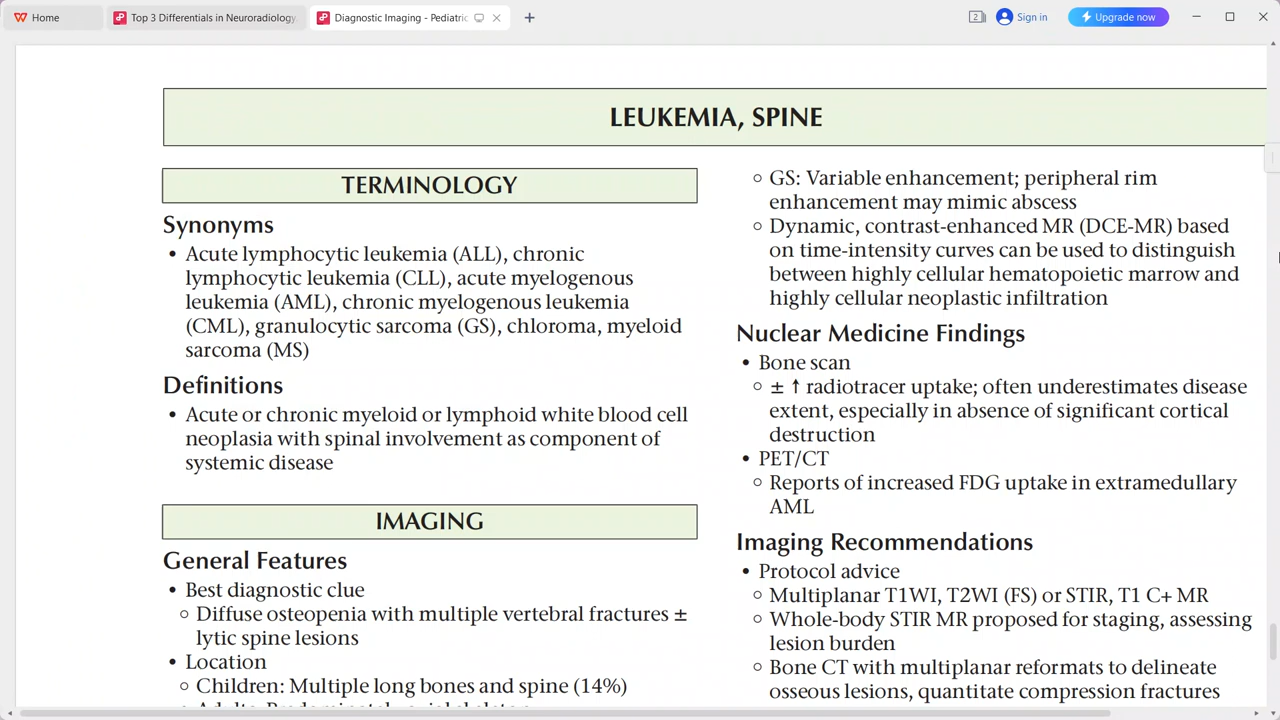 Home
Top 3 Differentials in Neuroradiology.
Diagnostic Imaging - Pediatric
2
Sign in
Upgrade now
LEUKEMIA, SPINE
TERMINOLOGY
Synonyms
• Acute lymphocytic leukemia (ALL), chronic
lymphocytic leukemia (CLL), acute myelogenous
leukemia (AML), chronic myelogenous leukemia
(CML), granulocytic sarcoma (GS), chloroma, myeloid
sarcoma (MS)
Definitions
• Acute or chronic myeloid or lymphoid white blood cell
neoplasia with spinal involvement as component of
systemic disease
IMAGING
General Features
• Best diagnostic clue
○ Diffuse osteopenia with multiple vertebral fractures ±
lytic spine lesions
• Location
○ Children: Multiple long bones and spine (14%)
○ GS: Variable enhancement; peripheral rim
enhancement may mimic abscess
○ Dynamic, contrast-enhanced MR (DCE-MR) based
on time-intensity curves can be used to distinguish
between highly cellular hematopoietic marrow and
highly cellular neoplastic infiltration
Nuclear Medicine Findings
• Bone scan
○ ± ↑ radiotracer uptake; often underestimates disease
extent, especially in absence of significant cortical
destruction
• PET/CT
○ Reports of increased FDG uptake in extramedullary
AML
Imaging Recommendations
• Protocol advice
○ Multiplanar T1WI, T2WI (FS) or STIR, T1 C+ MR
○ Whole-body STIR MR proposed for staging, assessing
lesion burden
○ Bone CT with multiplanar reformats to delineate
osseous lesions, quantitate compression fractures